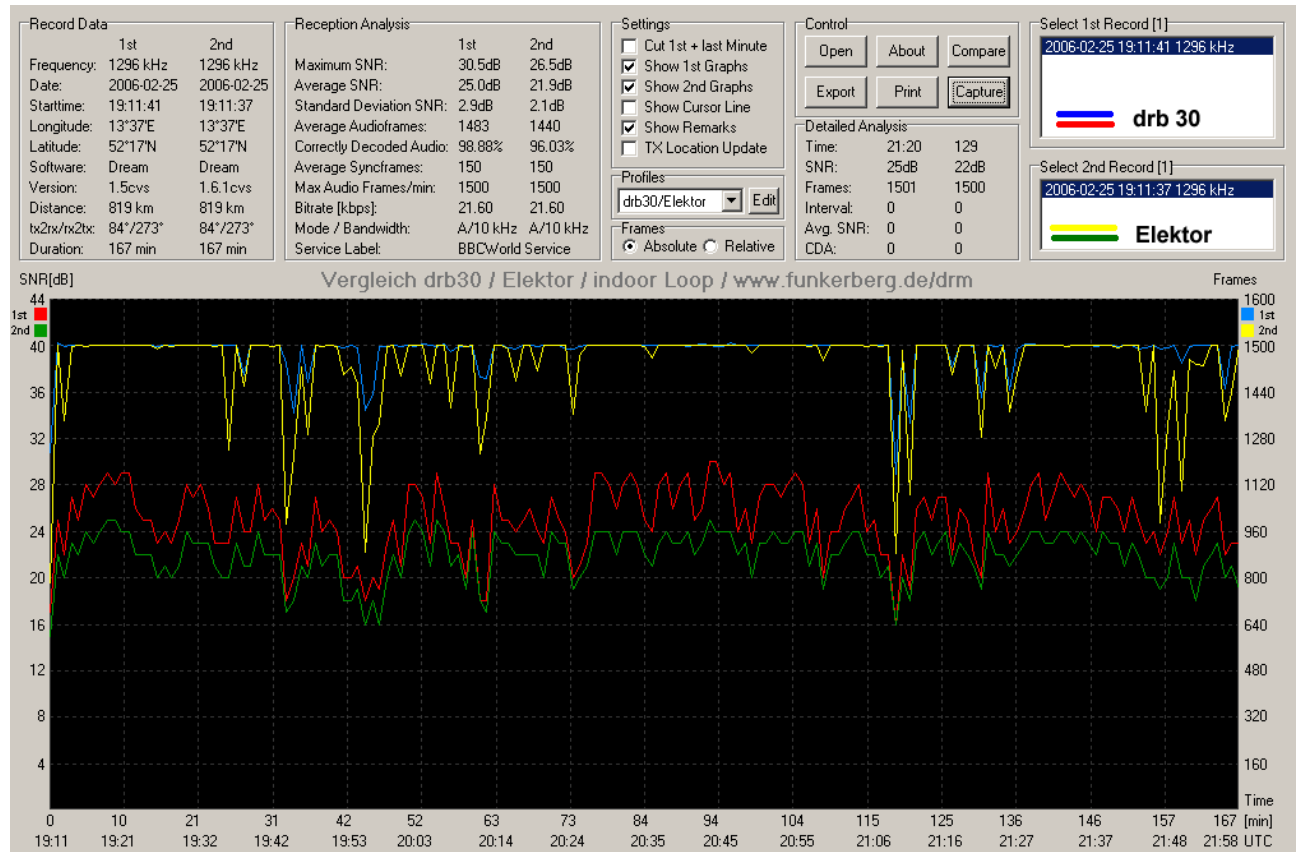 Record Data
1st 2nd
Frequency: 1296 kHz 1296 kHz
Date: 2006-02-25 2006-02-25
Starttime: 19:11:41 19:11:37
Longitude: 13°37'E 13°37'E
Latitude: 52°17'N 52°17'N
Software: Dream Dream
Version: 1.5cvs 1.6.1cvs
Distance: 819 km 819 km
tx2rx/rx2tx: 84°/273° 84°/273°
Duration: 167 min 167 min
Reception Analysis
1st 2nd
Maximum SNR: 30.5dB 26.5dB
Average SNR: 25.0dB 21.9dB
Standard Deviation SNR: 2.9dB 2.1dB
Average Audioframes: 1483 1440
Correctly Decoded Audio: 98.88% 96.03%
Average Syncframes: 150 150
Max Audio Frames/min: 1500 1500
Bitrate [kbps]: 21.60 21.60
Mode / Bandwidth: A/10 kHz A/10 kHz
Service Label: BBCWorld Service
Settings
Cut 1st + last Minute
Show 1st Graphs
Show 2nd Graphs
Show Cursor Line
Show Remarks
TX Location Update
Profiles
drb30/Elektor Edit
Frames
Absolute Relative
Control
Open About Compare
Export Print Capture
Detailed Analysis
Time: 21:20 129
SNR: 25dB 22dB
Frames: 1501 1500
Interval: 0 0
Avg. SNR: 0 0
CDA: 0 0
Select 1st Record [1]
2006-02-25 19:11:41 1296 kHz
drb 30
Select 2nd Record [1]
2006-02-25 19:11:37 1296 kHz
Elektor
SNR[dB] Vergleich drb30 / Elektor / indoor Loop / www.funkerberg.de/drm Frames
44 1600
1st 1st
2nd 2nd
40 1500
36 1440
32 1280
28 1120
24 960
20 800
16 640
12 480
8 320
4 160
Time
0 10 21 31 42 52 63 73 84 94 104 115 125 136 146 157 167 [min]
19:11 19:21 19:32 19:42 19:53 20:03 20:14 20:24 20:35 20:45 20:55 21:06 21:16 21:27 21:37 21:48 21:58 UTC